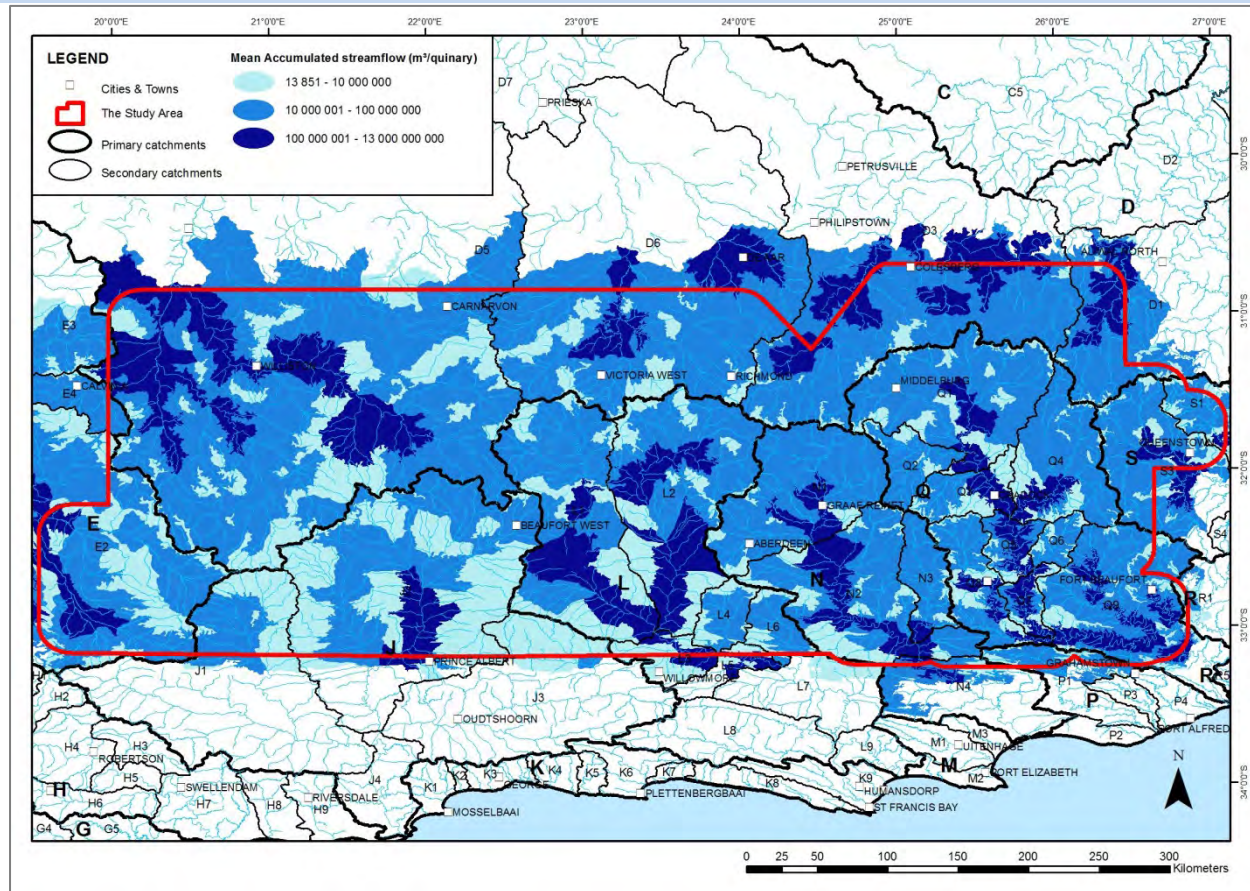 20°0'0"E
21°0'0"E
22°0'0"E
23°0'0"E
24°0'0"E
25°0'0"E
26°0'0"E
27°0'0"E
LEGEND
Cities & Towns
The Study Area
Primary catchments
Secondary catchments
Mean Accumulated streamflow (m³/quinary)
13 851 - 10 000 000
10 000 001 - 100 000 000
100 000 001 - 13 000 000 000
D7
PRIESKA
C
C5
PETRUSVILLE
D2
30°0'0"S
D
PHILIPSTOWN
D3
D5
D6
COLESBERG
D1
31°0'0"S
CARNARVON
E3
E4
VICTORIA WEST
RICHMOND
MIDDELBURG
S1
QUEENSTOWN
S
S3
32°0'0"S
Q2
Q4
Q
L2
BEAUFORT WEST
ABERDEEN
E
E2
Q6
S4
N
N3
FORT BEAUFORT
L
L4
L6
N2
Q9
R
R1
33°0'0"S
J
PRINCE ALBERT
J1
WILLOWMORE
L7
GRAHAMSTOWN
N4
P1
P
P3
P4
P2
R
PORT ALFRED
H2
J3
OUDTSHOORN
L8
H4
H3
ROBERTSON
H5
H
H6
SWELLENDAM
H7
H8
RIVERSDALE
H9
J4
K1
K2
K3
GEORGE
K
K4
K5
K6
K7
K8
K9
L9
M1
M3
UITENHAGE
M
M2
PORT ELIZABETH
HUMANSDORP
ST FRANCIS BAY
PLETTENBERGBAAI
MOSSELBAAI
34°0'0"S
G4
G
G5
N
0 25 50 100 150 200 250 300
Kilometers